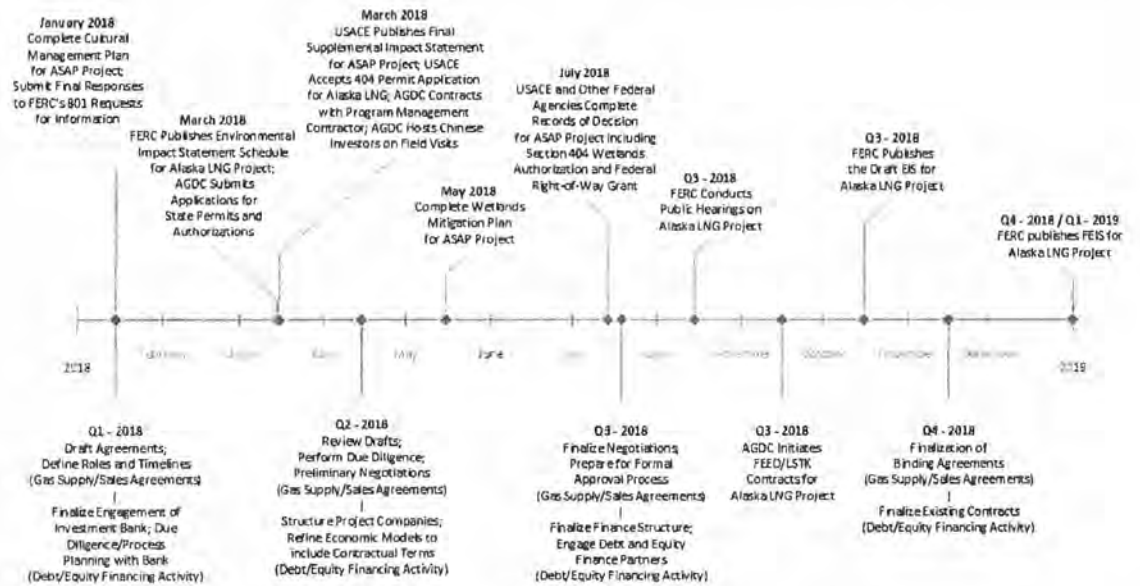 January 2018
Complete Cultural
Management Plan
for ASAP Project;
Submit Final Responses
to FERC's 801 Requests
for Information
March 2018
FERC Publishes Environmental
Impact Statement Schedule
for Alaska LNG Project;
AGDC Submits
Applications for
State Permits and
Authorizations
March 2018
USACE Publishes Final
Supplemental Impact Statement
for ASAP Project; USACE
Accepts 404 Permit Application
for Alaska LNG; AGDC Contracts
with Program Management
Contractor; AGDC Hosts Chinese
Investors on Field Visits
May 2018
Complete Wetlands
Mitigation Plan
for ASAP Project
July 2018
USACE and Other Federal
Agencies Complete
Records of Decision
for ASAP Project Including
Section 404 Wetlands
Authorization and Federal
Right-of-Way Grant
Q3 - 2018
FERC Conducts
Public Hearings on
Alaska LNG Project
Q3 - 2018
FERC Publishes
the Draft EIS for
Alaska LNG Project
Q4 - 2018 / Q1 - 2019
FERC publishes FEIS for
Alaska LNG Project
2018
May
June
October
2019
Q1 - 2018
Draft Agreements;
Define Roles and Timelines
(Gas Supply/Sales Agreements)
Finalize Engagement of
Investment Bank; Due
Diligence/Process
Planning with Bank
(Debt/Equity Financing Activity)
Q2 - 2018
Review Drafts;
Perform Due Diligence;
Preliminary Negotiations
(Gas Supply/Sales Agreements)
Structure Project Companies;
Refine Economic Models to
include Contractual Terms
(Debt/Equity Financing Activity)
Q3 - 2018
Finalize Negotiations;
Prepare for Formal
Approval Process
(Gas Supply/Sales Agreements)
Finalize Finance Structure;
Engage Debt and Equity
Finance Partners
(Debt/Equity Financing Activity)
Q3 - 2018
AGDC Initiates
FEED/LSTK
Contracts for
Alaska LNG Project
Q4 - 2018
Finalization of
Binding Agreements
(Gas Supply/Sales Agreements)
Finalize Existing Contracts
(Debt/Equity Financing Activity)